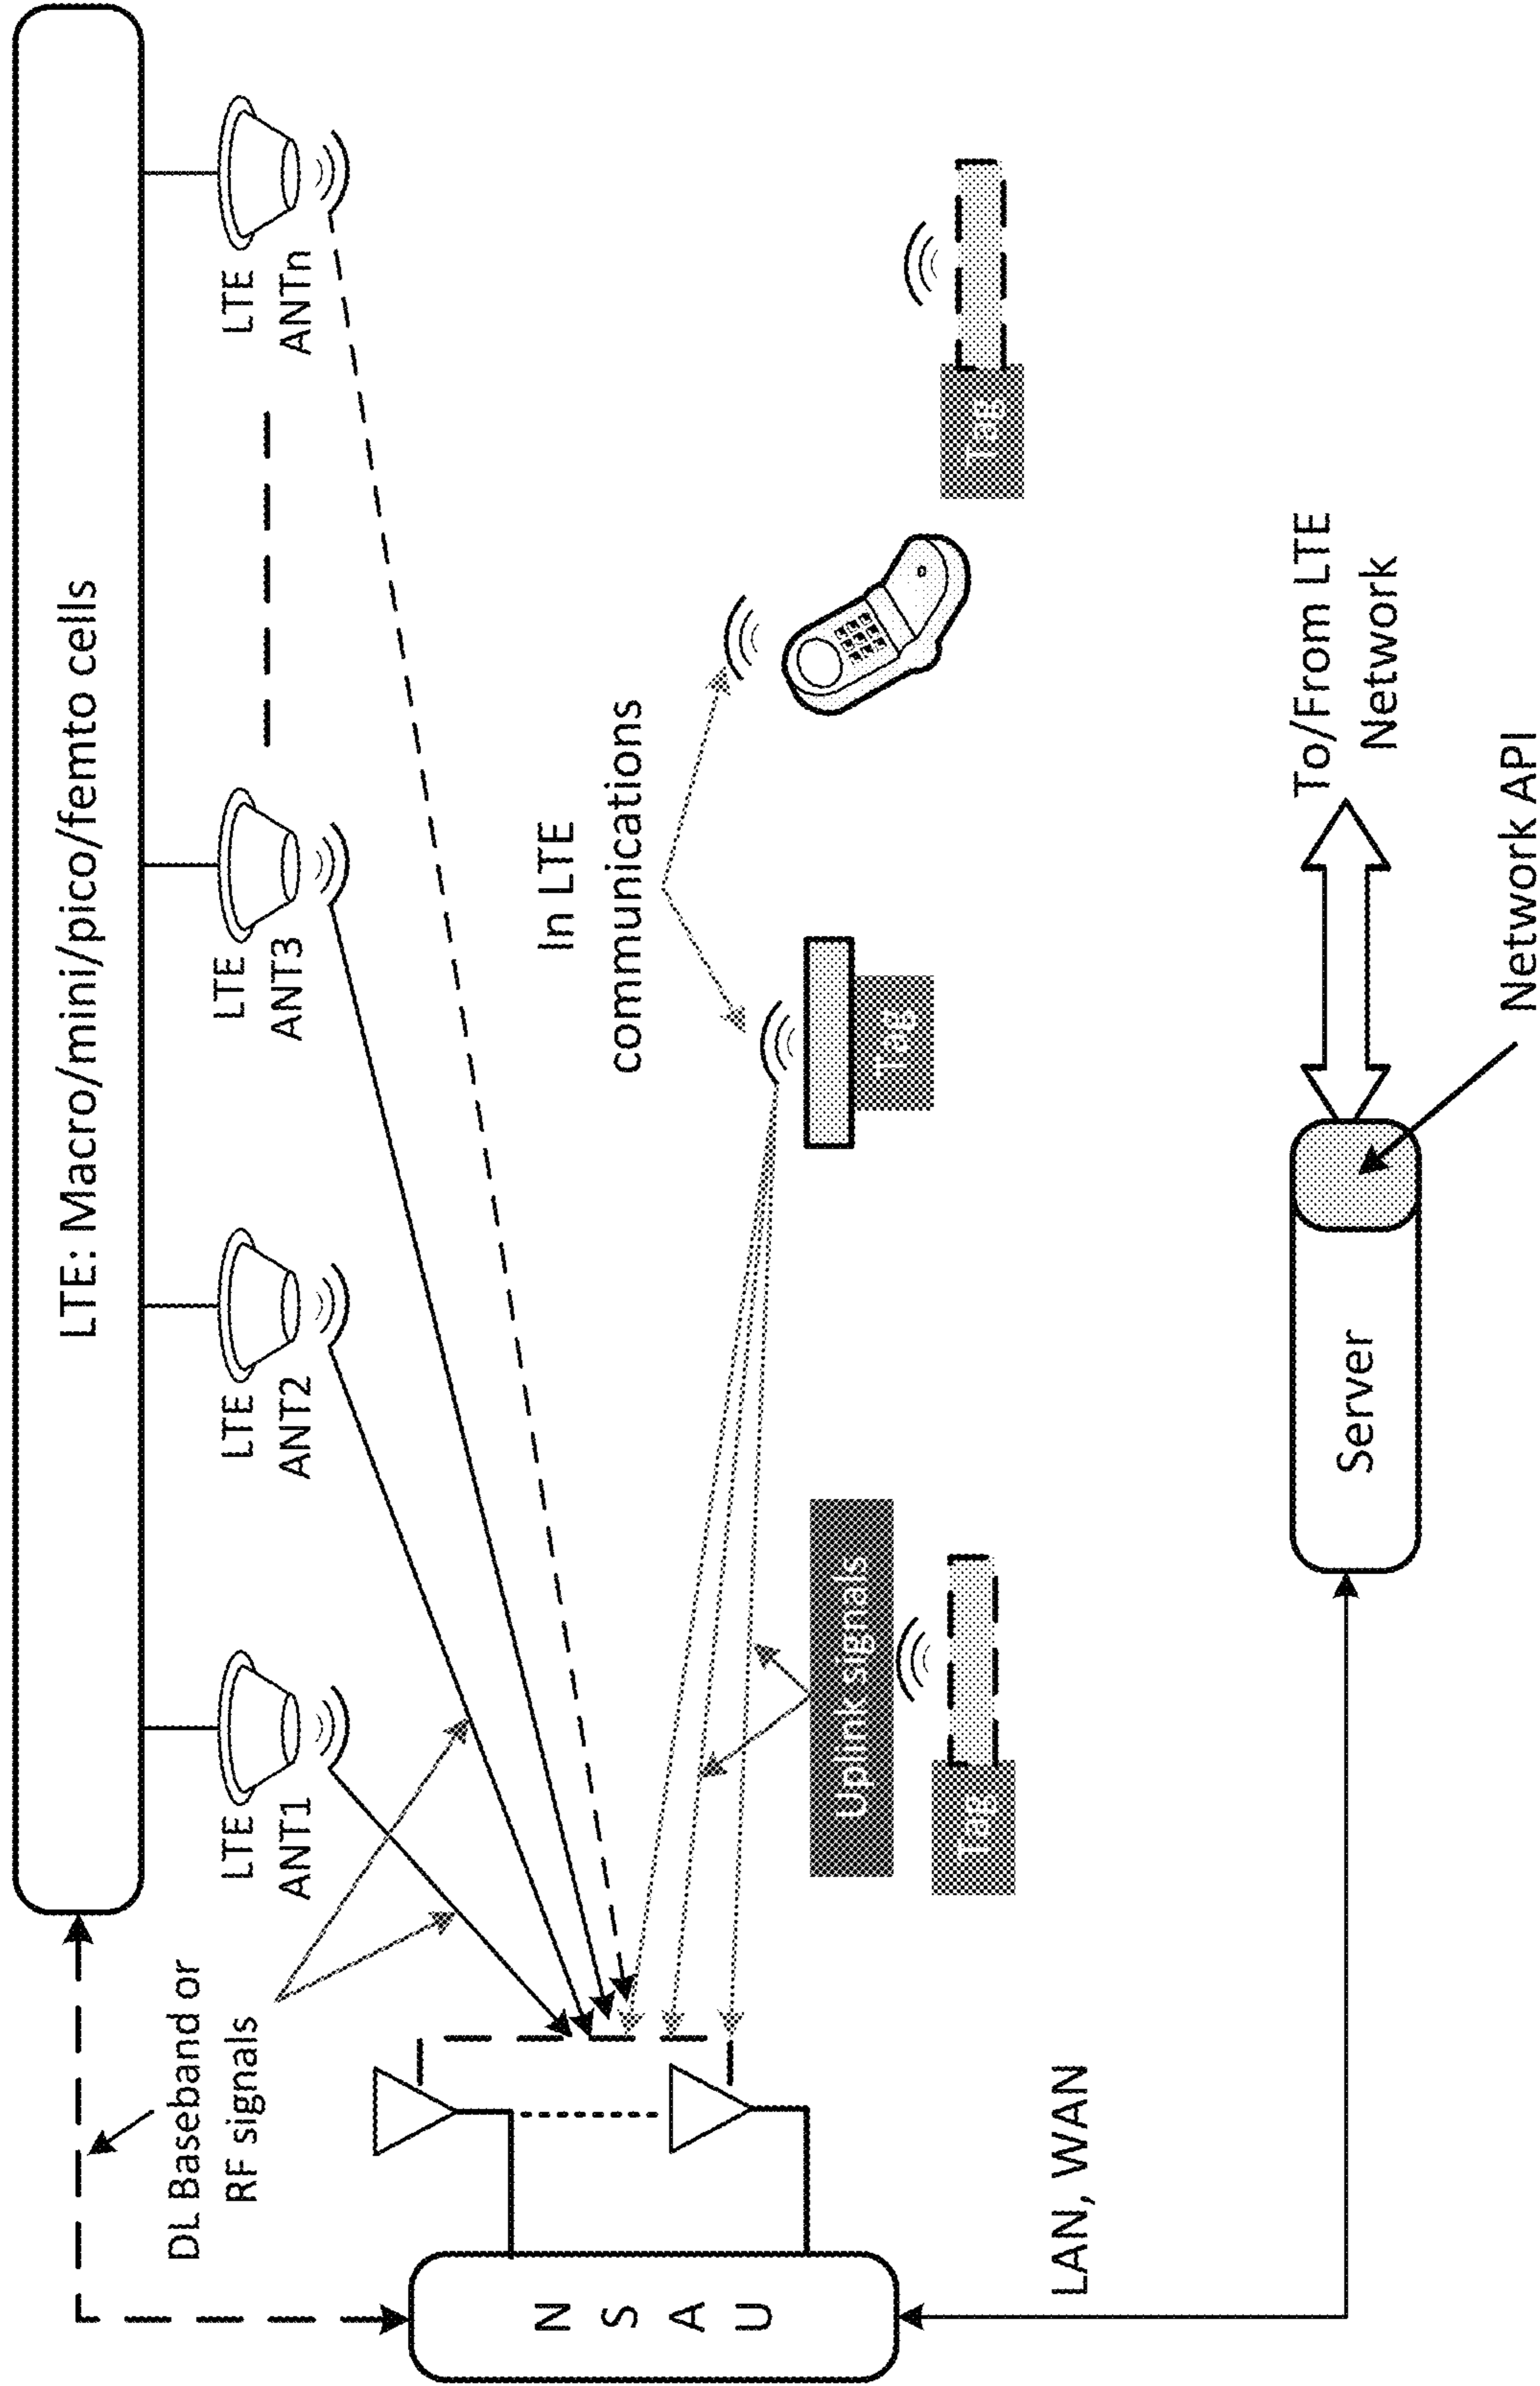 LTE: Macro/mini/pico/femto cells
DL Baseband or
RF signals
LTE
ANT1
LTE
ANT2
LTE
ANT3
LTE
ANTn
N
S
A
U
In LTE
communications
Uplink signals
Tag
Tag
Tag
LAN, WAN
Server
To/From LTE
Network
Network API